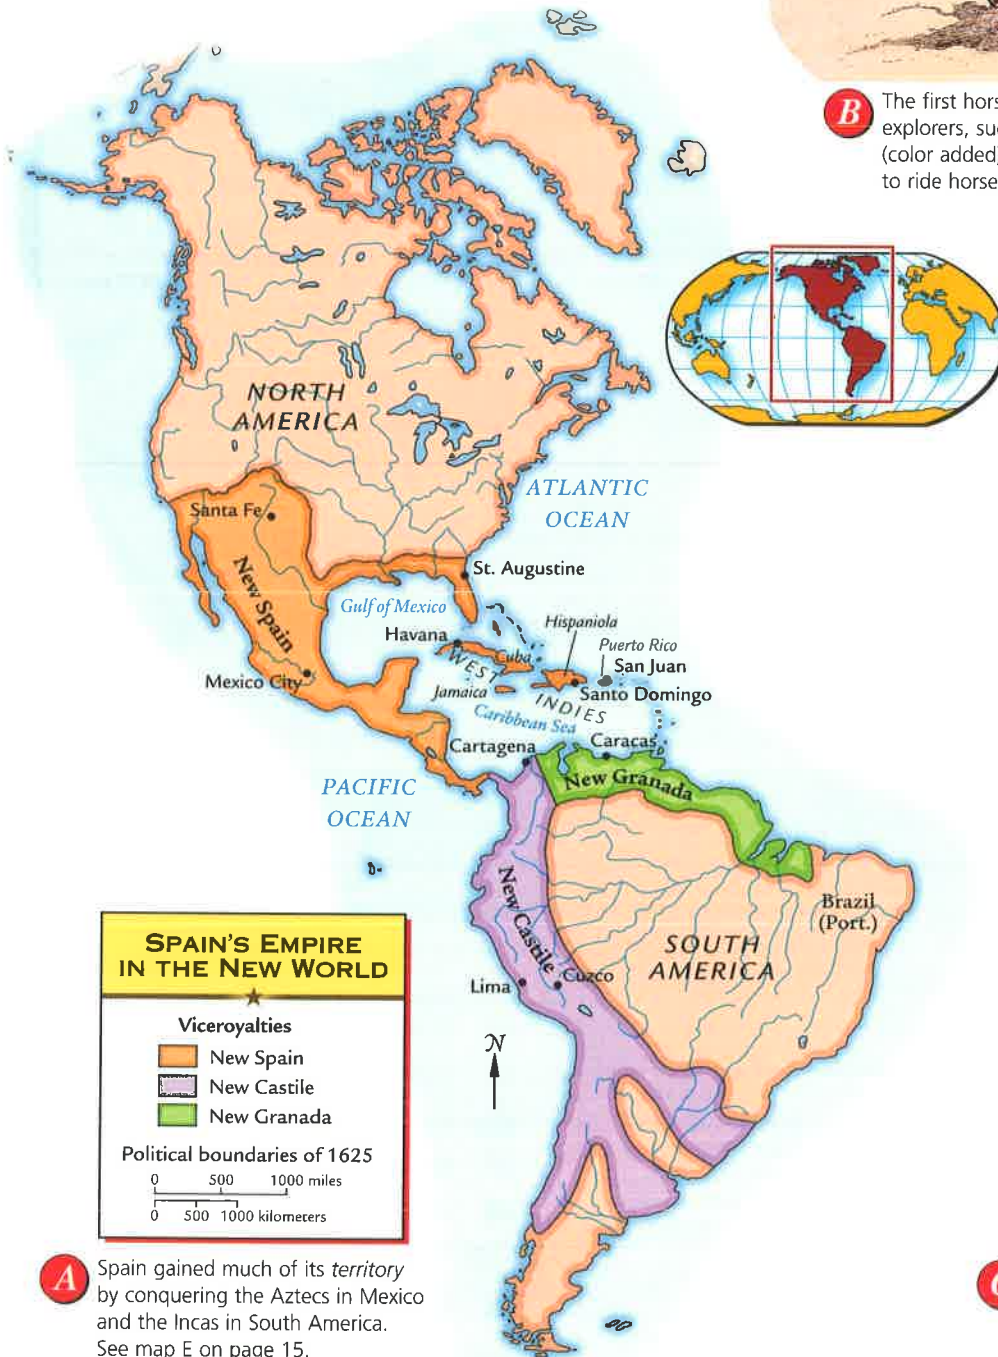 B
The first hors
explorers, su
(color added)
to ride horse
NORTH
AMERICA
ATLANTIC
OCEAN
Santa Fe
St. Augustine
New Spain
Gulf of Mexico
Havana
Hispaniola
Cuba
Puerto Rico
San Juan
WEST
INDIES
Mexico City
Jamaica
Santo Domingo
Caribbean Sea
Cartagena
Caracas
New Granada
PACIFIC
OCEAN
New Castile
Brazil
(Port.)
SOUTH
AMERICA
Lima
Cuzco
N
SPAIN'S EMPIRE
IN THE NEW WORLD
Viceroyalties
New Spain
New Castile
New Granada
Political boundaries of 1625
0 500 1000 miles
0 500 1000 kilometers
A
Spain gained much of its territory
by conquering the Aztecs in Mexico
and the Incas in South America.
See map E on page 15.